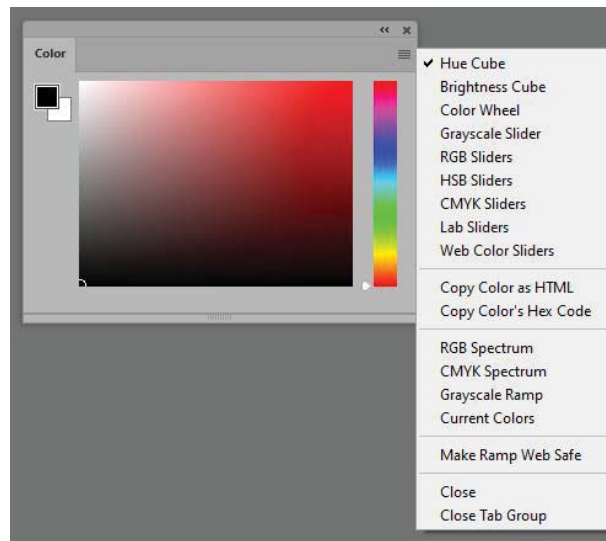 Color
Hue Cube
Brightness Cube
Color Wheel
Grayscale Slider
RGB Sliders
HSB Sliders
CMYK Sliders
Lab Sliders
Web Color Sliders
Copy Color as HTML
Copy Color's Hex Code
RGB Spectrum
CMYK Spectrum
Grayscale Ramp
Current Colors
Make Ramp Web Safe
Close
Close Tab Group